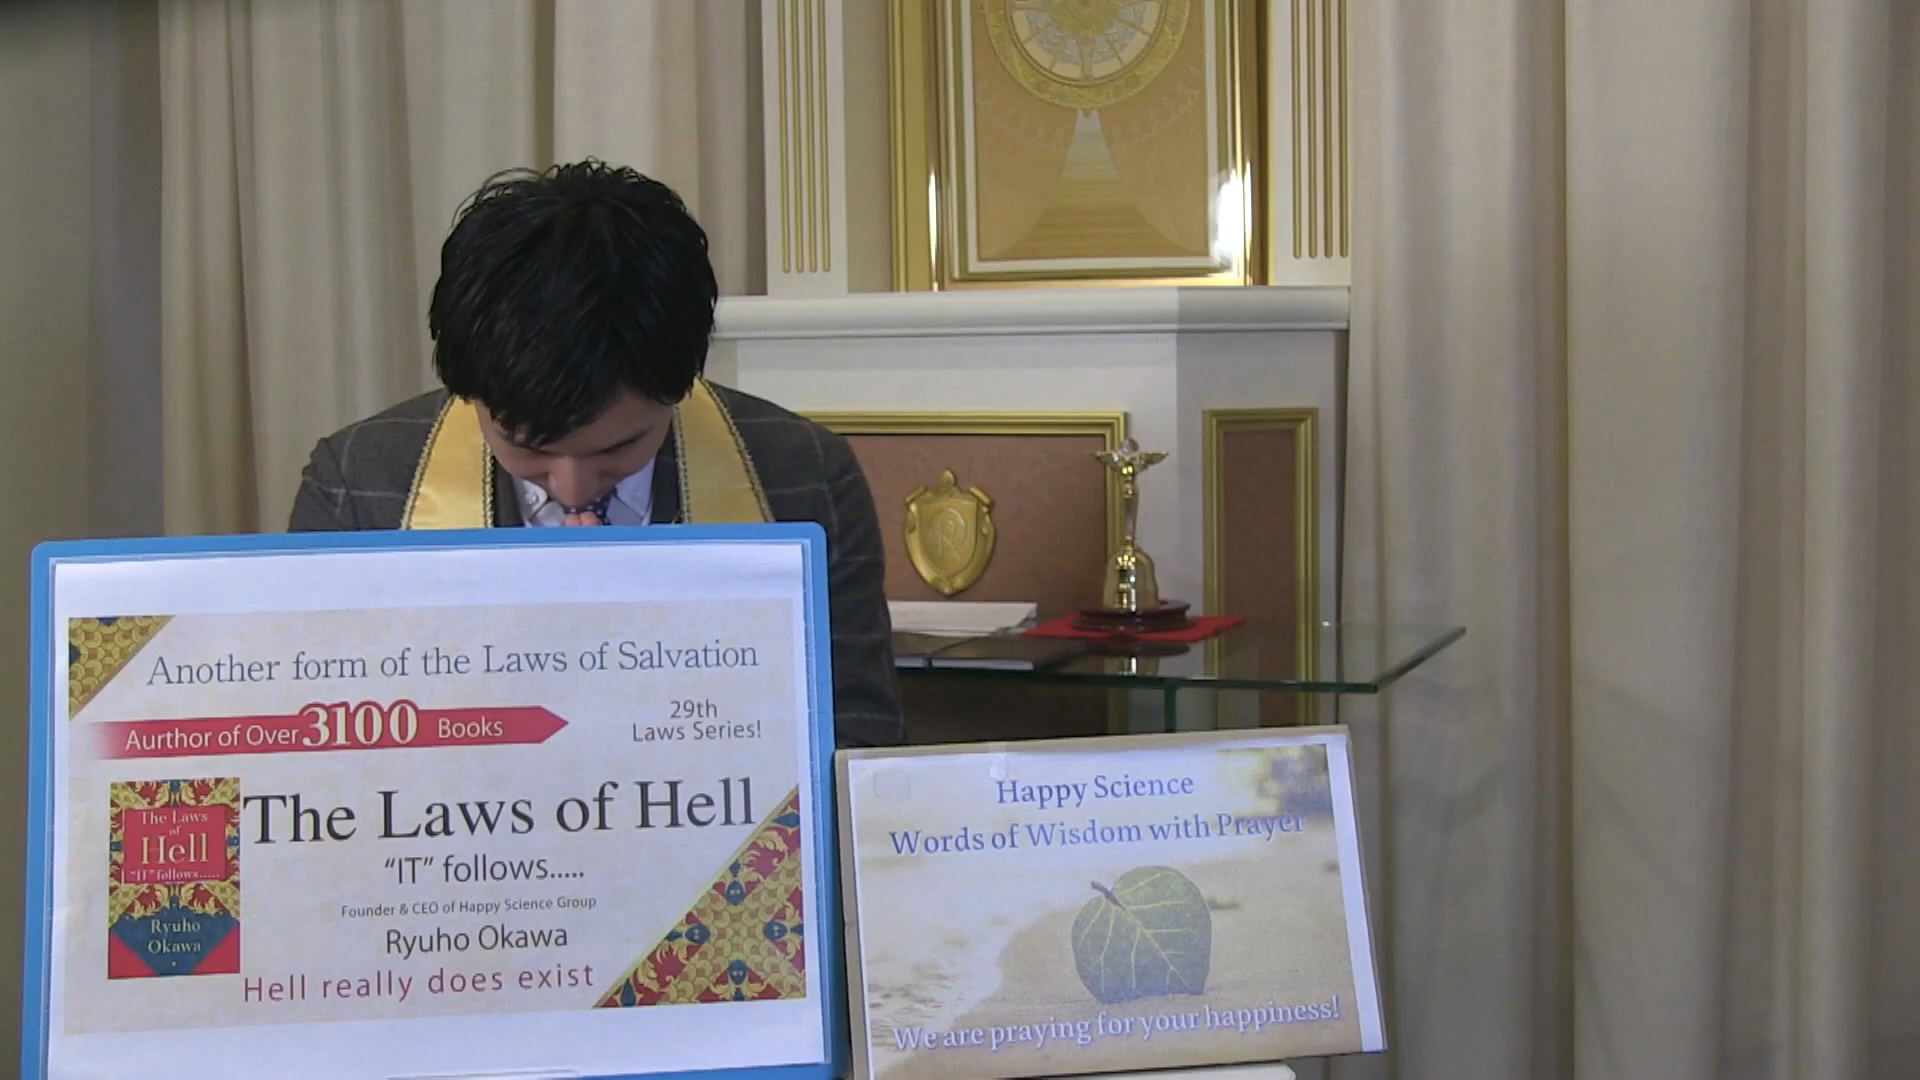 Another form of the Laws of Salvation
Aurthor of Over 3100 Books
29th
Laws Series!
The Laws of Hell
"IT" follows.....
Founder & CEO of Happy Science Group
Ryuho Okawa
Hell really does exist
The Laws
of
Hell
"IT" follows.....
Ryuho
Okawa
R
Happy Science
Words of Wisdom with Prayer
We are praying for your happiness!